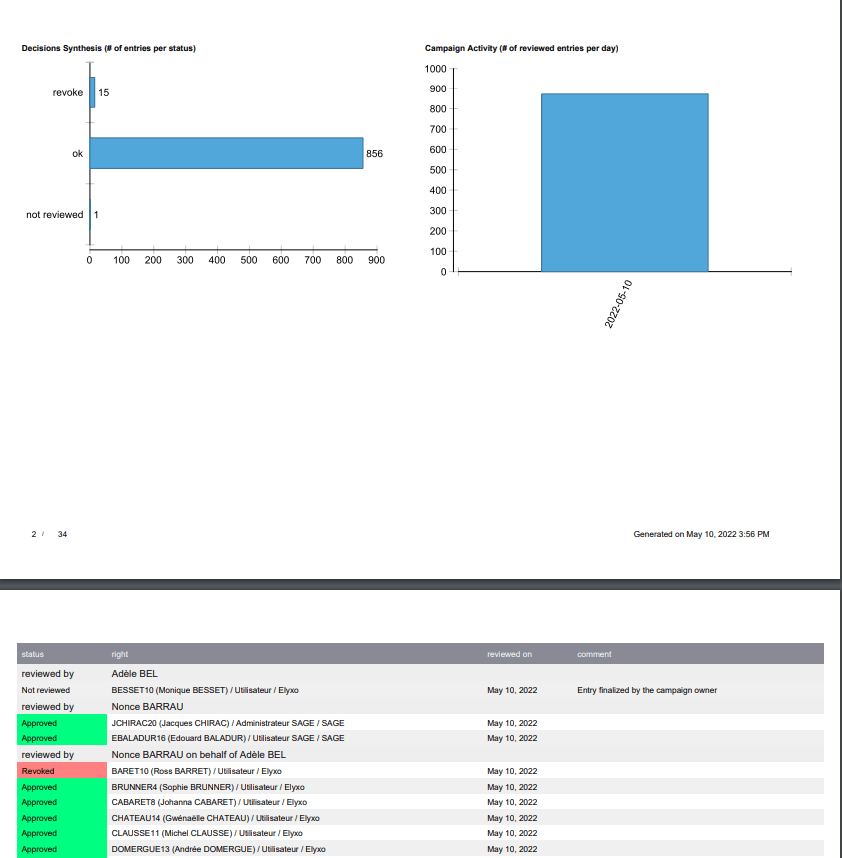 Decisions Synthesis (# of entries per status)
revoke 15
ok 856
not reviewed 1
0 100 200 300 400 500 600 700 800 900
Campaign Activity (# of reviewed entries per day)
1000
900
800
700
600
500
400
300
200
100
0
2022-05-10
2 / 34 Generated on May 10, 2022 3:56 PM
status right reviewed on comment
reviewed by Adèle BEL
Not reviewed BESSET10 (Monique BESSET) / Utilisateur / Elyxo May 10, 2022 Entry finalized by the campaign owner
reviewed by Nonce BARRAU
Approved JCHIRAC20 (Jacques CHIRAC) / Administrateur SAGE / SAGE May 10, 2022
Approved EBALADUR16 (Edouard BALADUR) / Utilisateur SAGE / SAGE May 10, 2022
reviewed by Nonce BARRAU on behalf of Adèle BEL
Revoked BARET10 (Ross BARRET) / Utilisateur / Elyxo May 10, 2022
Approved BRUNNER4 (Sophie BRUNNER) / Utilisateur / Elyxo May 10, 2022
Approved CABARET8 (Johanna CABARET) / Utilisateur / Elyxo May 10, 2022
Approved CHATEAU14 (Gwénaëlle CHATEAU) / Utilisateur / Elyxo May 10, 2022
Approved CLAUSSE11 (Michel CLAUSSE) / Utilisateur / Elyxo May 10, 2022
Approved DOMERGUE13 (Andrée DOMERGUE) / Utilisateur / Elyxo May 10, 2022